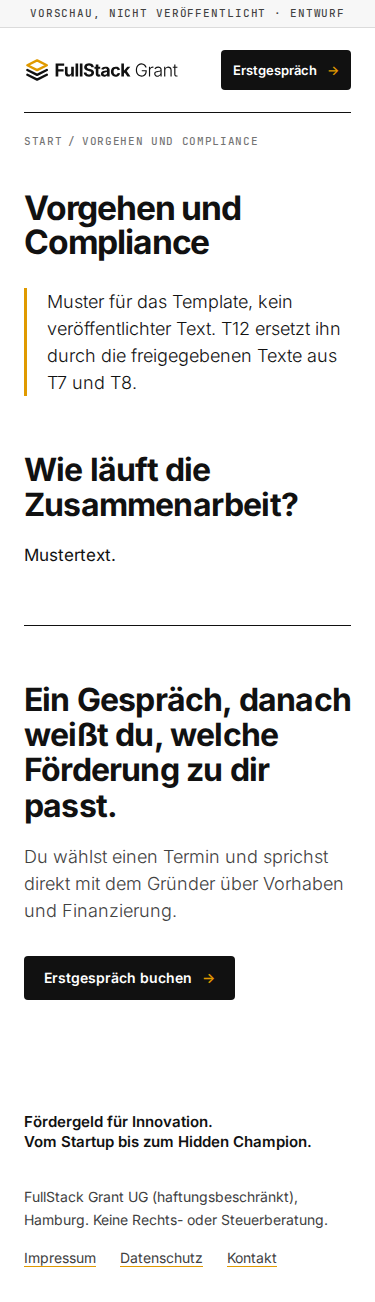 VORSCHAU, NICHT VERÖFFENTLICHT · ENTWURF
FullStack Grant
Erstgespräch →
START / VORGEHEN UND COMPLIANCE
Vorgehen und
Compliance
Muster für das Template, kein
veröffentlichter Text. T12 ersetzt ihn
durch die freigegebenen Texte aus
T7 und T8.
Wie läuft die
Zusammenarbeit?
Mustertext.
Ein Gespräch, danach
weißt du, welche
Förderung zu dir
passt.
Du wählst einen Termin und sprichst
direkt mit dem Gründer über Vorhaben
und Finanzierung.
Erstgespräch buchen →
Fördergeld für Innovation.
Vom Startup bis zum Hidden Champion.
FullStack Grant UG (haftungsbeschränkt),
Hamburg. Keine Rechts- oder Steuerberatung.
Impressum Datenschutz Kontakt